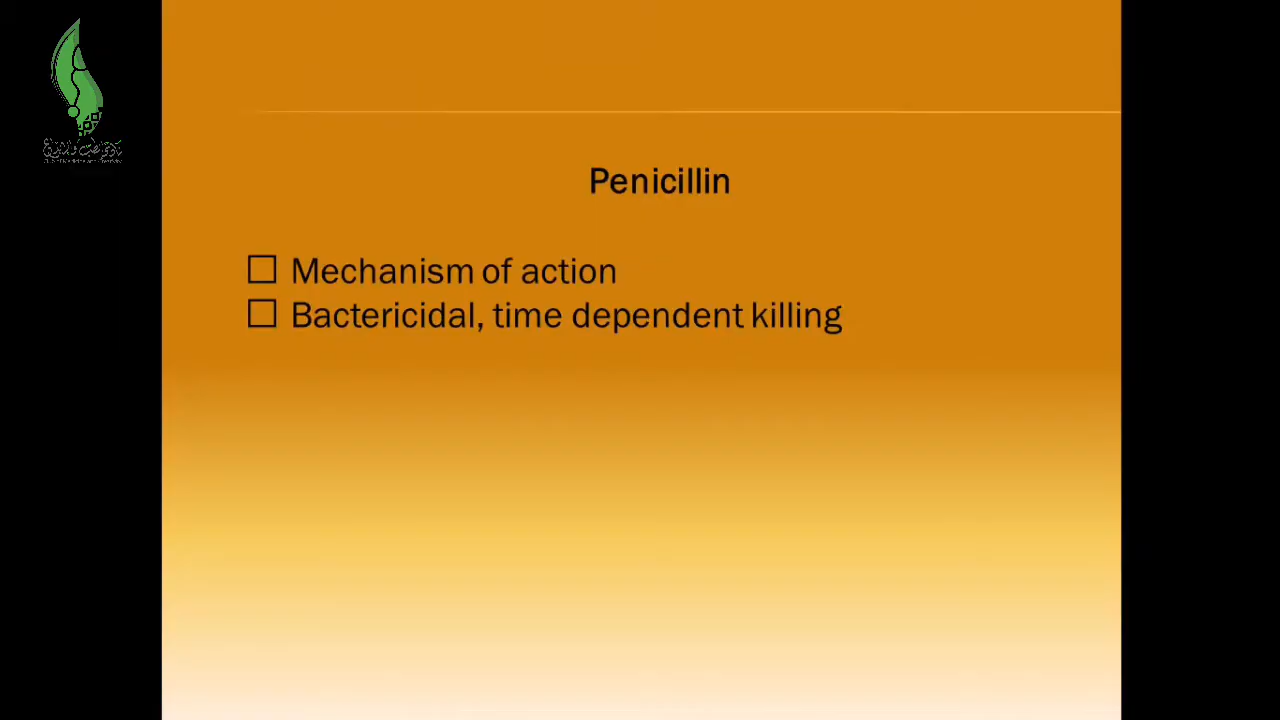 Penicillin
☐ Mechanism of action
☐ Bactericidal, time dependent killing